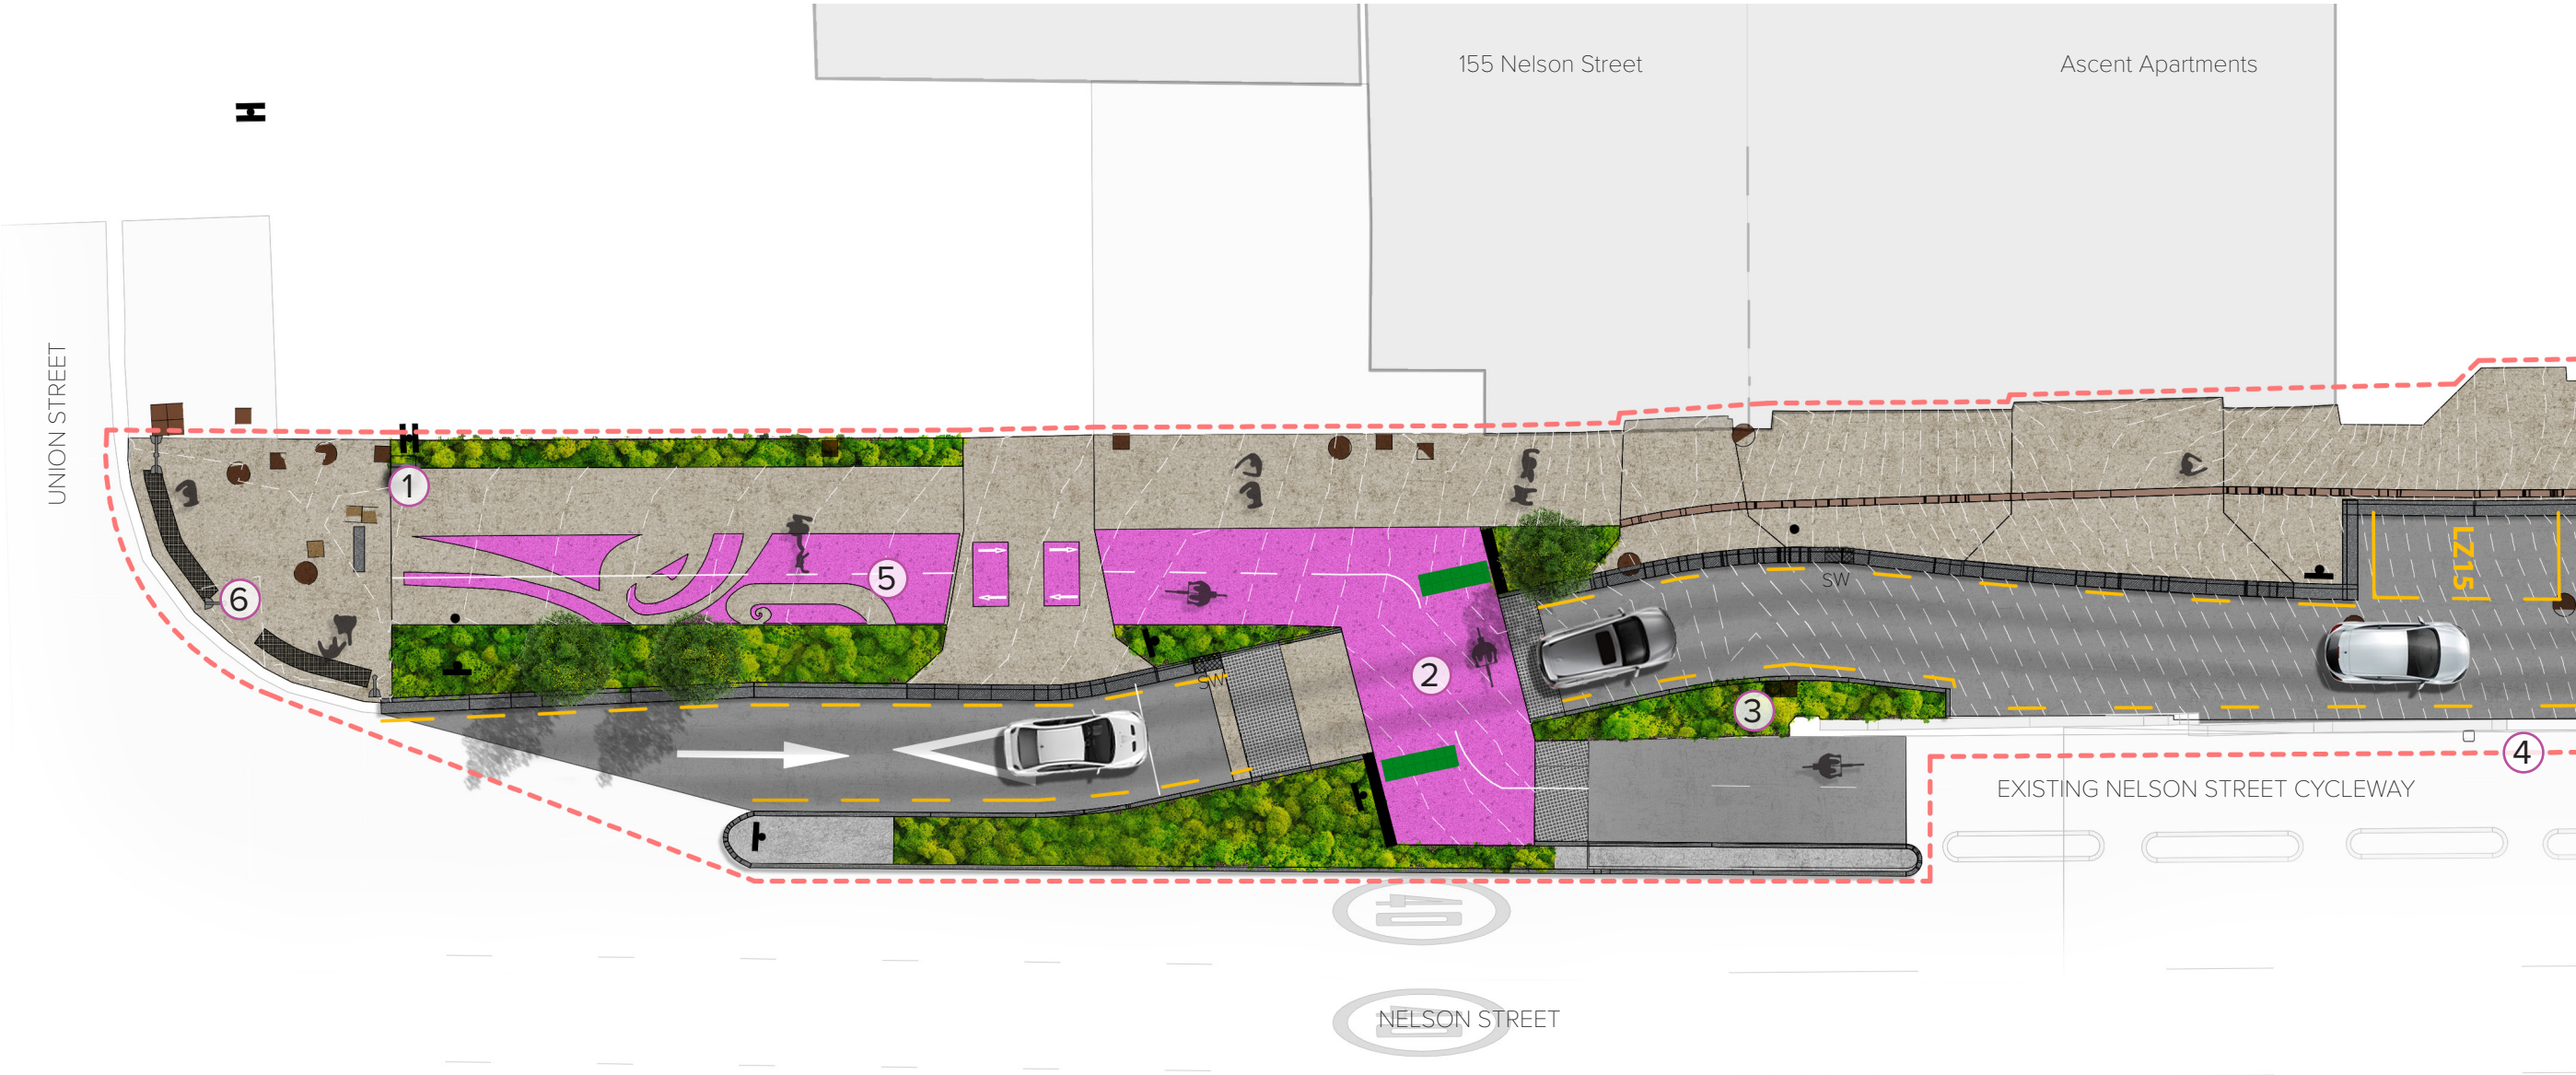 155 Nelson Street
Ascent Apartments
UNION STREET
1
5
6
2
3
4
SW
SW
LZ15
EXISTING NELSON STREET CYCLEWAY
NELSON STREET